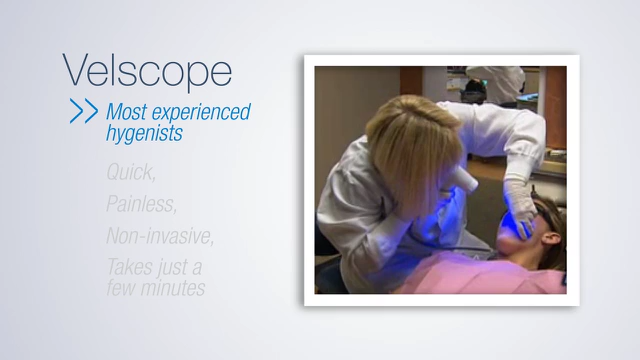 Velscope
>> Most experienced
hygenists
Quick,
Painless,
Non-invasive,
Takes just a
few minutes